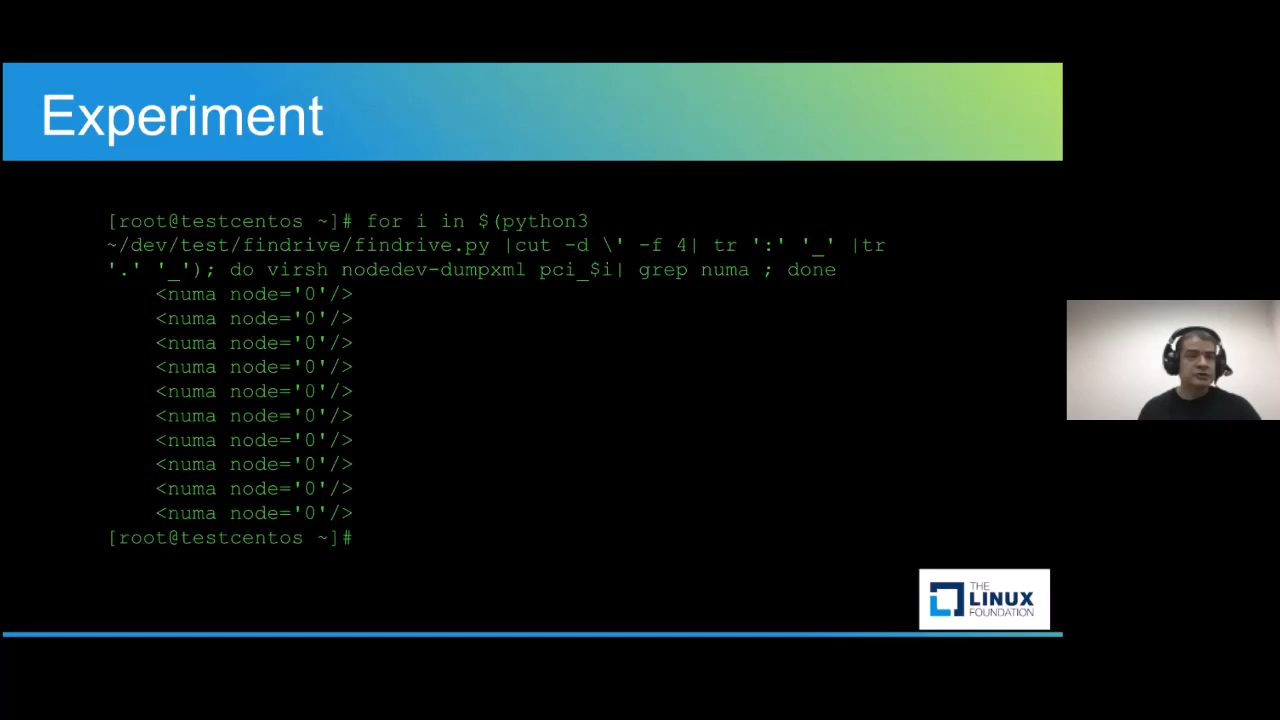 Experiment
[root@testcentos ~]# for i in $(python3
~/dev/test/findrive/findrive.py |cut -d \' -f 4| tr ':' '_' |tr
'.' '_'); do virsh nodedev-dumpxml pci_$i| grep numa ; done
<numa node='0'/>
<numa node='0'/>
<numa node='0'/>
<numa node='0'/>
<numa node='0'/>
<numa node='0'/>
<numa node='0'/>
<numa node='0'/>
<numa node='0'/>
<numa node='0'/>
[root@testcentos ~]#
THE
LINUX
FOUNDATION